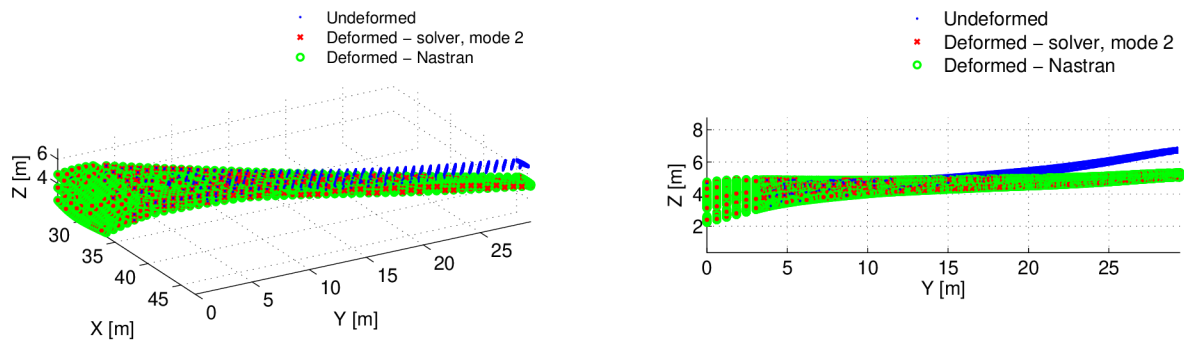 Undeformed
Deformed − solver, mode 2
Deformed − Nastran
6
4
Z [m]
30
35
40
45
X [m]
0
5
10
15
20
25
Y [m]
Undeformed
Deformed − solver, mode 2
Deformed − Nastran
8
6
4
2
Z [m]
0 5 10 15 20 25
Y [m]